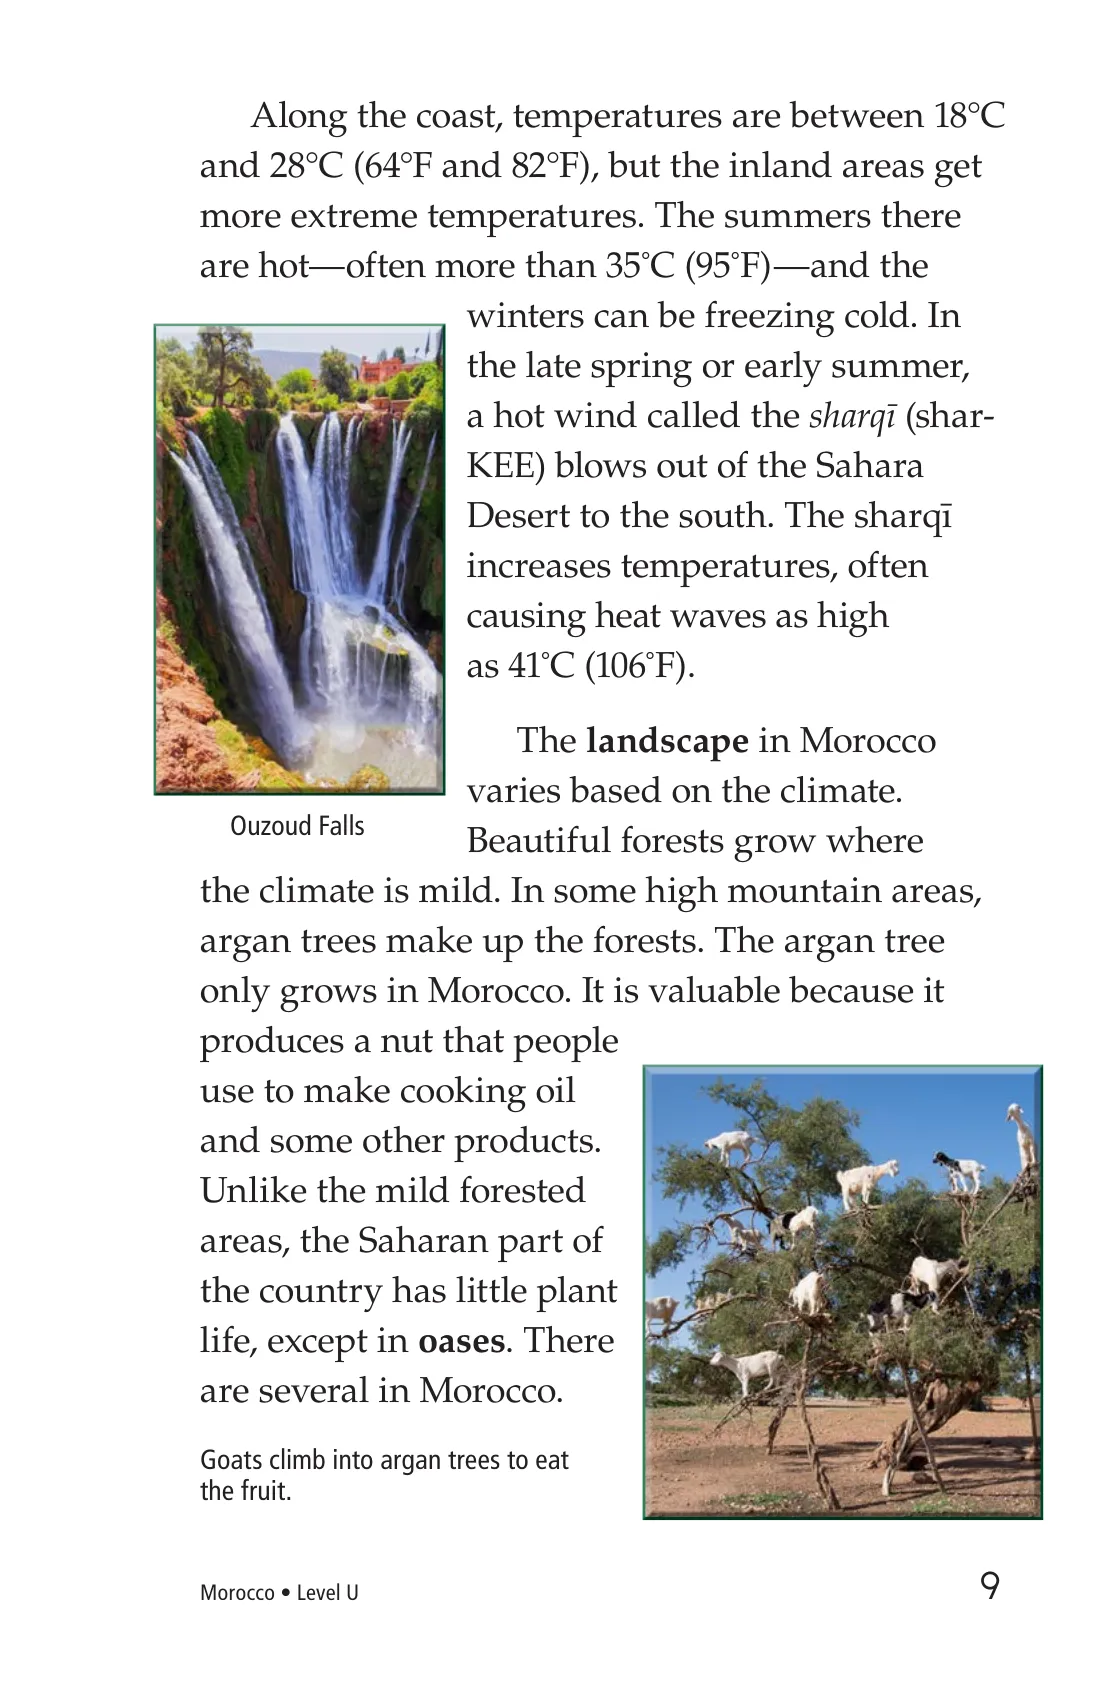 Along the coast, temperatures are between 18°C
and 28°C (64°F and 82°F), but the inland areas get
more extreme temperatures. The summers there
are hot—often more than 35˚C (95˚F)—and the
winters can be freezing cold. In
the late spring or early summer,
a hot wind called the sharqī (shar-
KEE) blows out of the Sahara
Desert to the south. The sharqī
increases temperatures, often
causing heat waves as high
as 41˚C (106˚F).
Ouzoud Falls
The landscape in Morocco
varies based on the climate.
Beautiful forests grow where
the climate is mild. In some high mountain areas,
argan trees make up the forests. The argan tree
only grows in Morocco. It is valuable because it
produces a nut that people
use to make cooking oil
and some other products.
Unlike the mild forested
areas, the Saharan part of
the country has little plant
life, except in oases. There
are several in Morocco.
Goats climb into argan trees to eat
the fruit.
Morocco • Level U
9